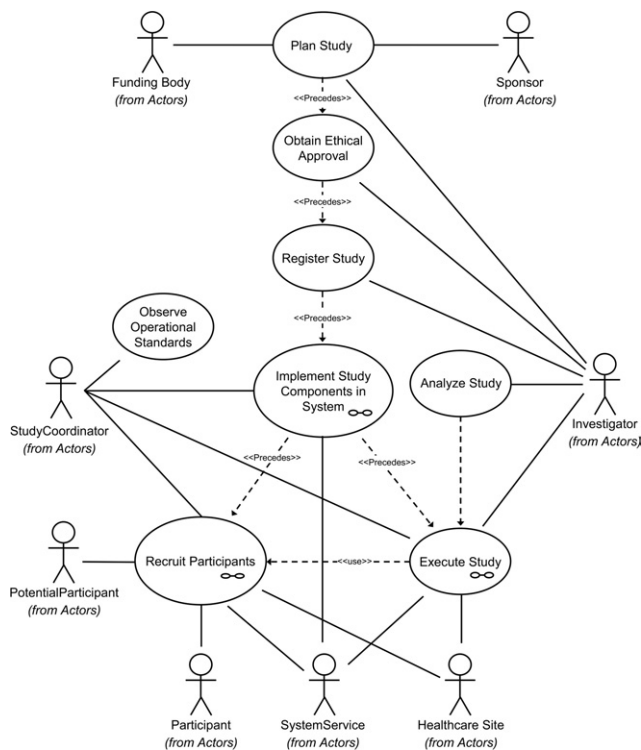 Plan Study
Funding Body
(from Actors)
Sponsor
(from Actors)
<<Precedes>>
Obtain Ethical
Approval
<<Precedes>>
Register Study
<<Precedes>>
Observe
Operational
Standards
Implement Study
Components in
System
Analyze Study
StudyCoordinator
(from Actors)
Investigator
(from Actors)
<<Precedes>>
<<Precedes>>
Recruit Participants
<<use>>
Execute Study
PotentialParticipant
(from Actors)
Participant
(from Actors)
SystemService
(from Actors)
Healthcare Site
(from Actors)